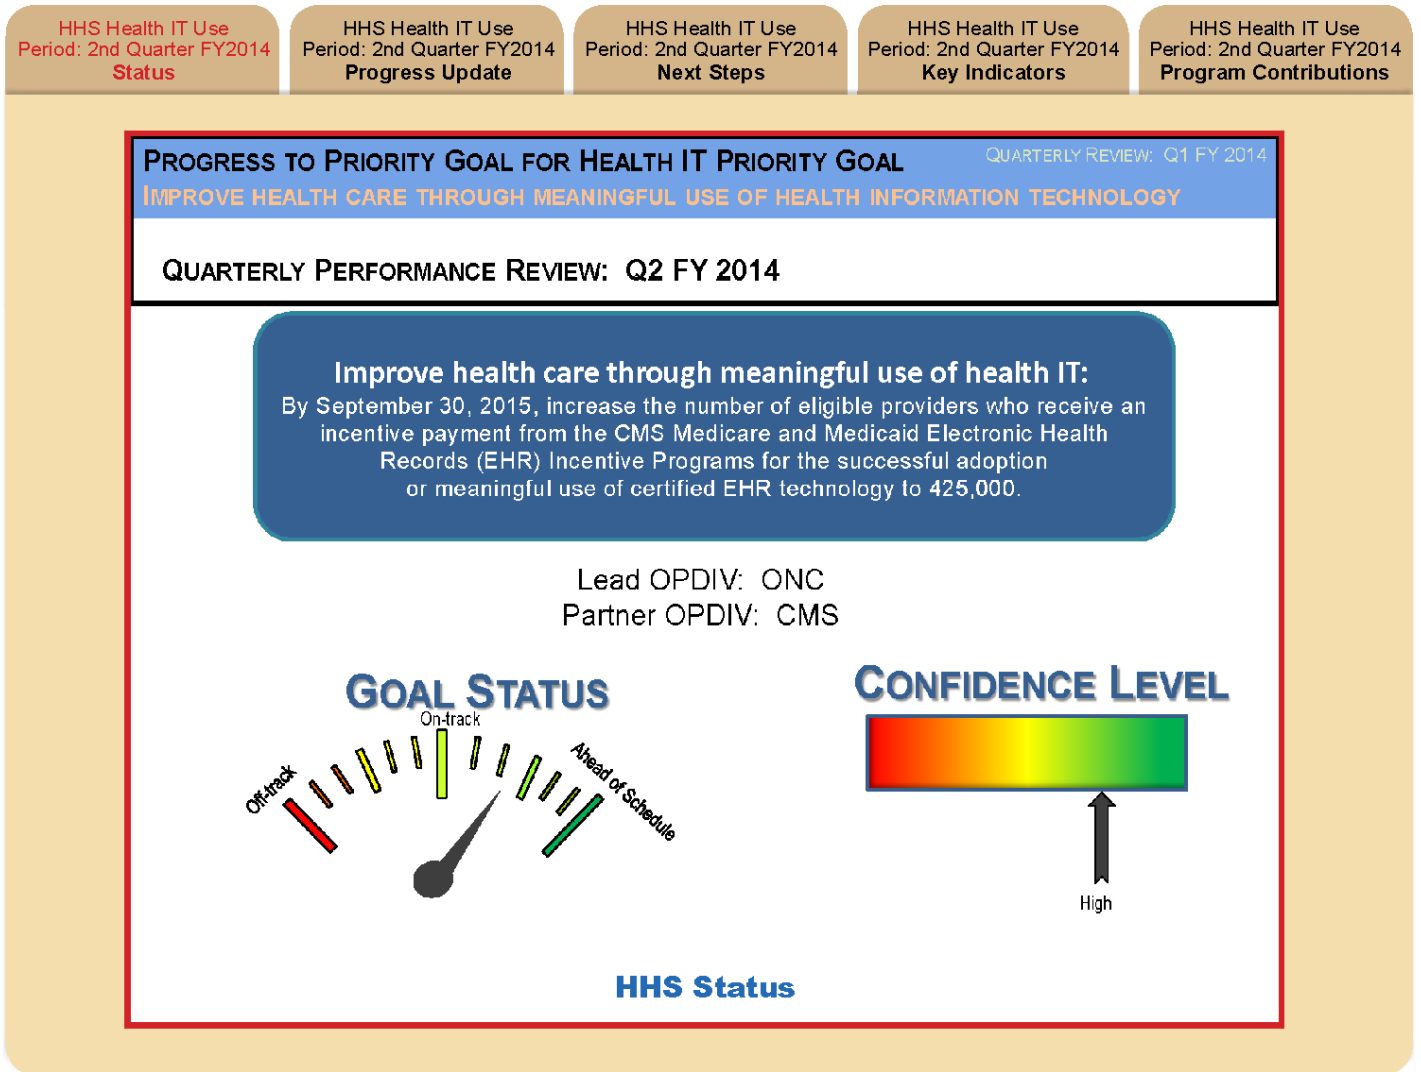 HHS Health IT Use
Period: 2nd Quarter FY2014
Status
HHS Health IT Use
Period: 2nd Quarter FY2014
Progress Update
HHS Health IT Use
Period: 2nd Quarter FY2014
Next Steps
HHS Health IT Use
Period: 2nd Quarter FY2014
Key Indicators
HHS Health IT Use
Period: 2nd Quarter FY2014
Program Contributions
PROGRESS TO PRIORITY GOAL FOR HEALTH IT PRIORITY GOAL
QUARTERLY REVIEW: Q1 FY 2014
IMPROVE HEALTH CARE THROUGH MEANINGFUL USE OF HEALTH INFORMATION TECHNOLOGY
QUARTERLY PERFORMANCE REVIEW: Q2 FY 2014
Improve health care through meaningful use of health IT:
By September 30, 2015, increase the number of eligible providers who receive an
incentive payment from the CMS Medicare and Medicaid Electronic Health
Records (EHR) Incentive Programs for the successful adoption
or meaningful use of certified EHR technology to 425,000.
Lead OPDIV: ONC
Partner OPDIV: CMS
GOAL STATUS
On-track
Off-track
Ahead of Schedule
CONFIDENCE LEVEL
High
HHS Status